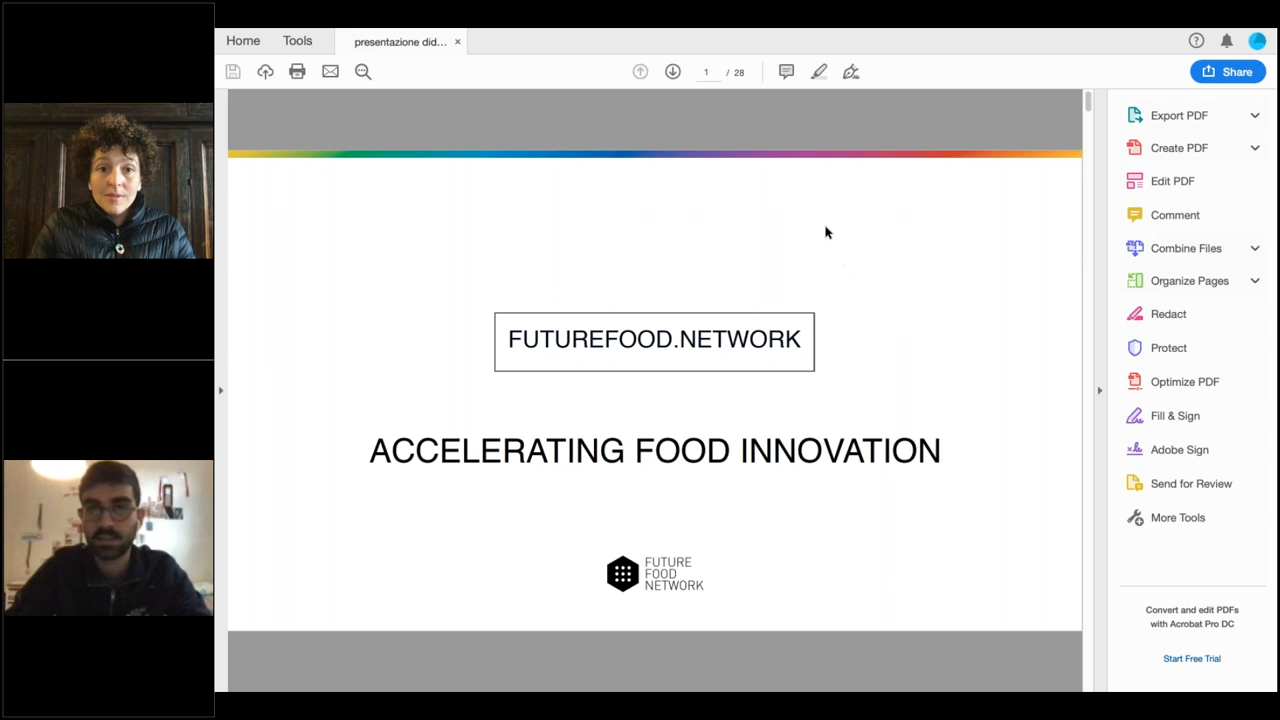 Home
Tools
presentazione did...
×
1 / 28
Share
FUTUREFOOD.NETWORK
ACCELERATING FOOD INNOVATION
FUTURE
FOOD
NETWORK
Export PDF
Create PDF
Edit PDF
Comment
Combine Files
Organize Pages
Redact
Protect
Optimize PDF
Fill & Sign
Adobe Sign
Send for Review
More Tools
Convert and edit PDFs
with Acrobat Pro DC
Start Free Trial